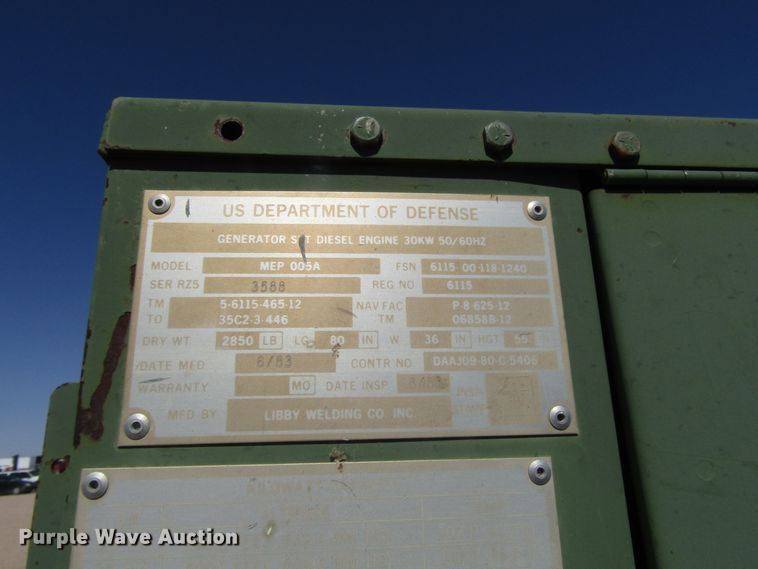 US DEPARTMENT OF DEFENSE
GENERATOR SET DIESEL ENGINE 30KW 50/60HZ
MODEL MEP 005A FSN 6115-00-118-1240
SER RZ5 3588 REG NO 6115
TM 5-6115-465-12 NAV FAC P-8-625-12
TO 35C2-3-446 TM 06858B-12
DRY WT. 2850 LB LG 80 IN W 36 IN HGT 55
DATE MFD 6/83 CONTR NO DAAJ09-80-C-5406
WARRANTY MO DATE INSP.
MFD BY LIBBY WELDING CO. INC.
Purple Wave Auction